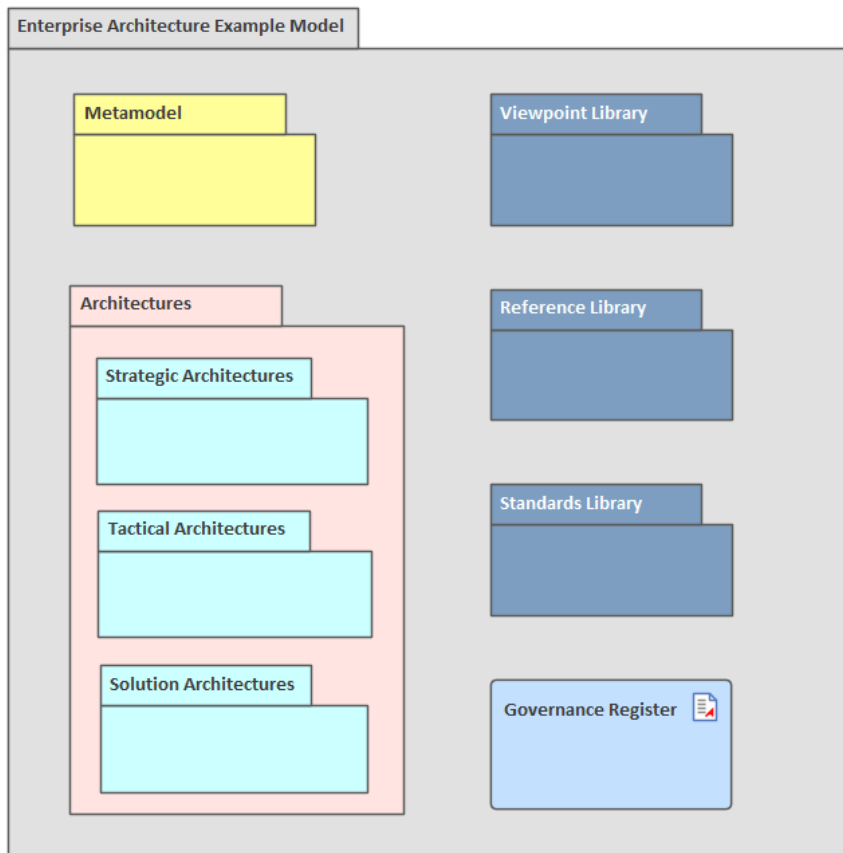 Enterprise Architecture Example Model
Metamodel
Viewpoint Library
Architectures
Reference Library
Strategic Architectures
Standards Library
Tactical Architectures
Solution Architectures
Governance Register